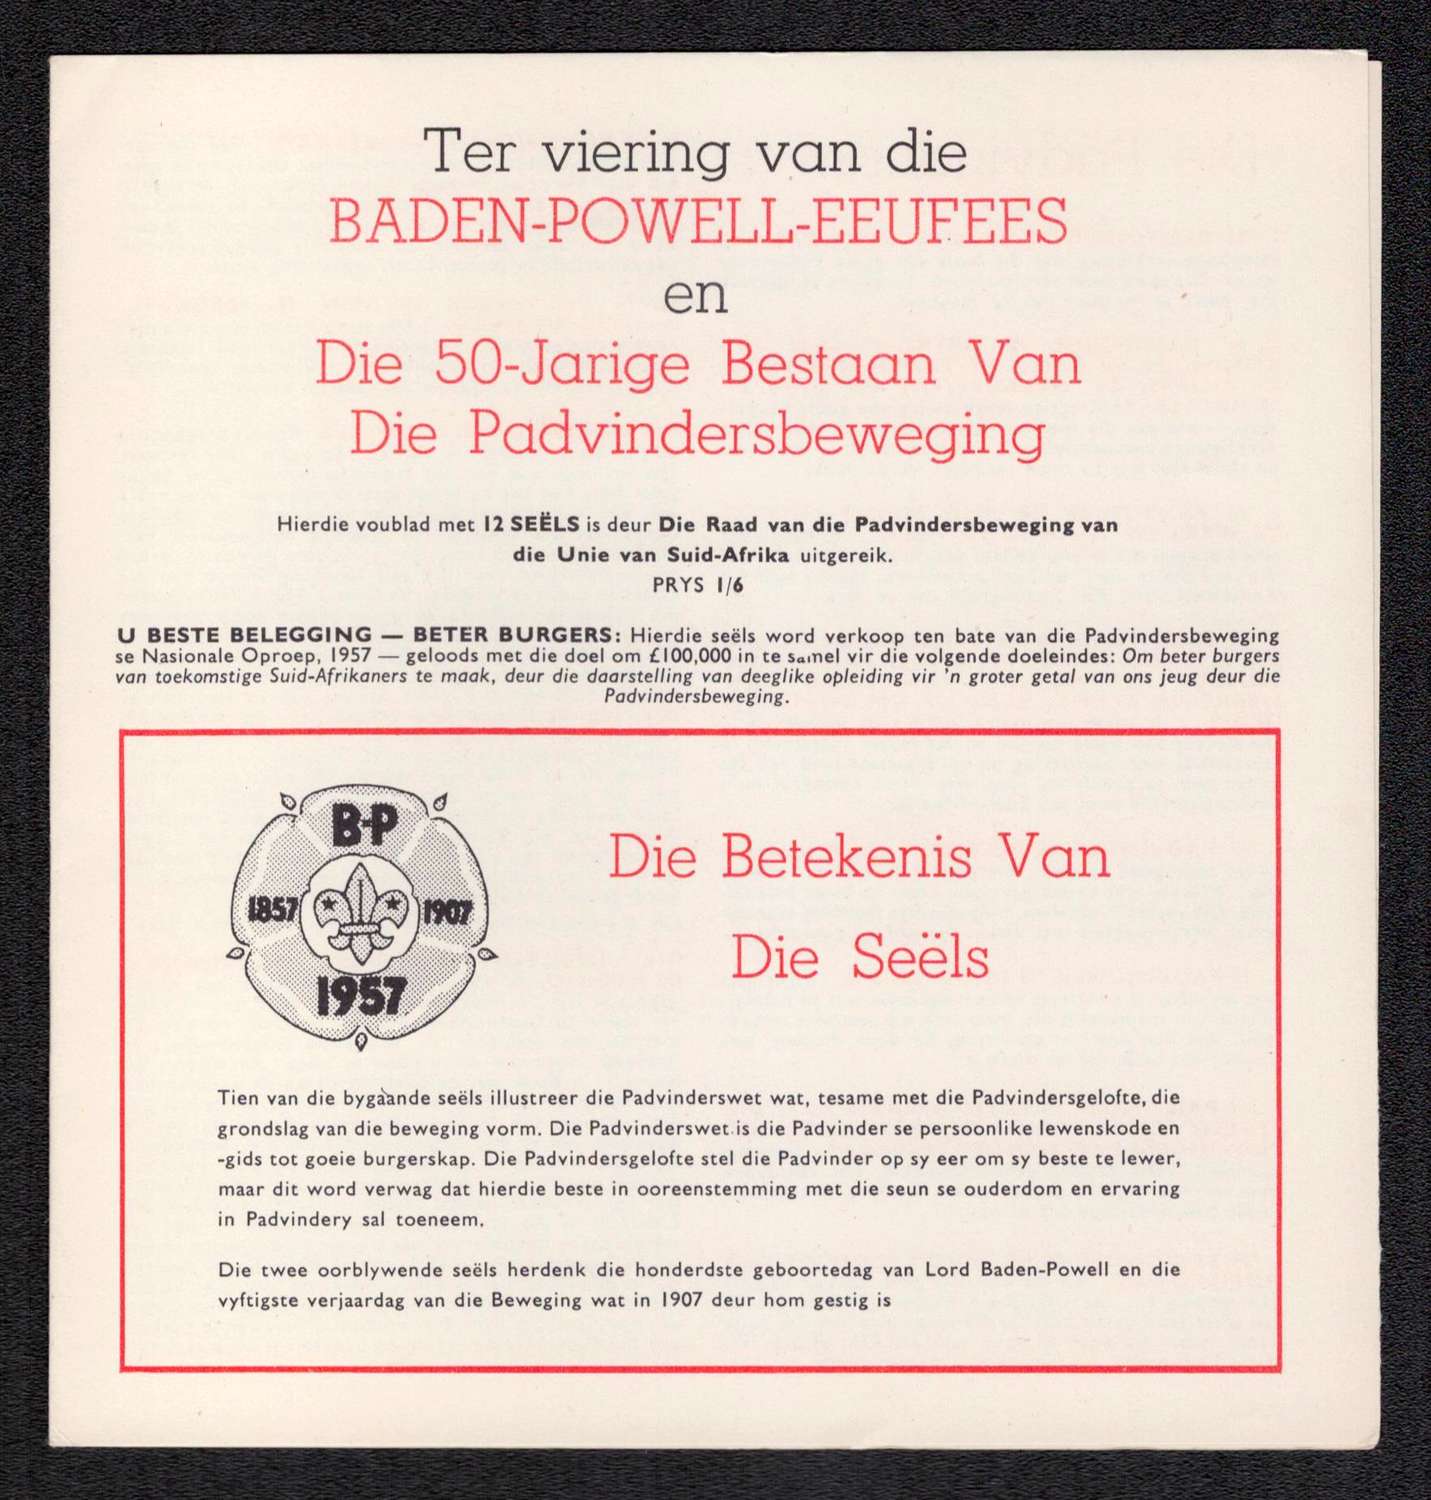 Ter viering van die
BADEN-POWELL-EEUFEES
en
Die 50-Jarige Bestaan Van
Die Padvindersbeweging
Hierdie voublad met 12 SEËLS is deur Die Raad van die Padvindersbeweging van
die Unie van Suid-Afrika uitgereik.
PRYS 1/6
U BESTE BELEGGING — BETER BURGERS: Hierdie seëls word verkoop ten bate van die Padvindersbeweging
se Nasionale Oproep, 1957 — geloods met die doel om £100,000 in te samel vir die volgende doeleindes: Om beter burgers
van toekomstige Suid-Afrikaners te maak, deur die daarstelling van deeglike opleiding vir 'n groter getal van ons jeug deur die
Padvindersbeweging.
B-P
1857 1907
1957
Die Betekenis Van
Die Seëls
Tien van die bygaande seëls illustreer die Padvinderswet wat, tesame met die Padvindersgelofte, die
grondslag van die beweging vorm. Die Padvinderswet is die Padvinder se persoonlike lewenskode en
-gids tot goeie burgerskap. Die Padvindersgelofte stel die Padvinder op sy eer om sy beste te lewer,
maar dit word verwag dat hierdie beste in ooreenstemming met die seun se ouderdom en ervaring
in Padvindery sal toeneem.
Die twee oorblywende seëls herdenk die honderdste geboortedag van Lord Baden-Powell en die
vyftigste verjaardag van die Beweging wat in 1907 deur hom gestig is